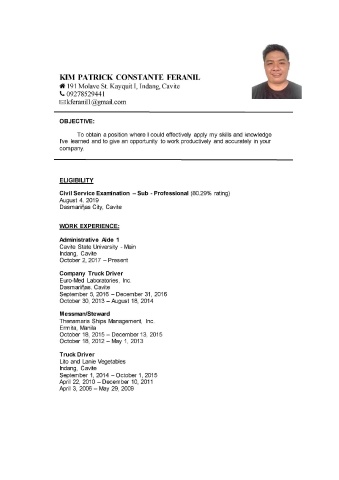 KIM PATRICK CONSTANTE FERANIL
191 Molave St. Kayquit I, Indang, Cavite
09278529441
kferanil1@gmail.com
OBJECTIVE:
To obtain a position where I could effectively apply my skills and knowledge
I've learned and to give an opportunity to work productively and accurately in your
company.
ELIGIBILITY
Civil Service Examination – Sub - Professional (80.29% rating)
August 4, 2019
Dasmariñas City, Cavite
WORK EXPERIENCE:
Administrative Aide 1
Cavite State University - Main
Indang, Cavite
October 2, 2017 – Present
Company Truck Driver
Euro-Med Laboratories, Inc.
Dasmariñas, Cavite
September 5, 2016 – December 31, 2016
October 30, 2013 – August 18, 2014
Messman/Steward
Thenamaris Ships Management, Inc.
Ermita, Manila
October 18, 2015 – December 13, 2015
October 18, 2012 – May 1, 2013
Truck Driver
Lito and Lanie Vegetables
Indang, Cavite
September 1, 2014 – October 1, 2015
April 22, 2010 – December 10, 2011
April 3, 2006 – May 29, 2009